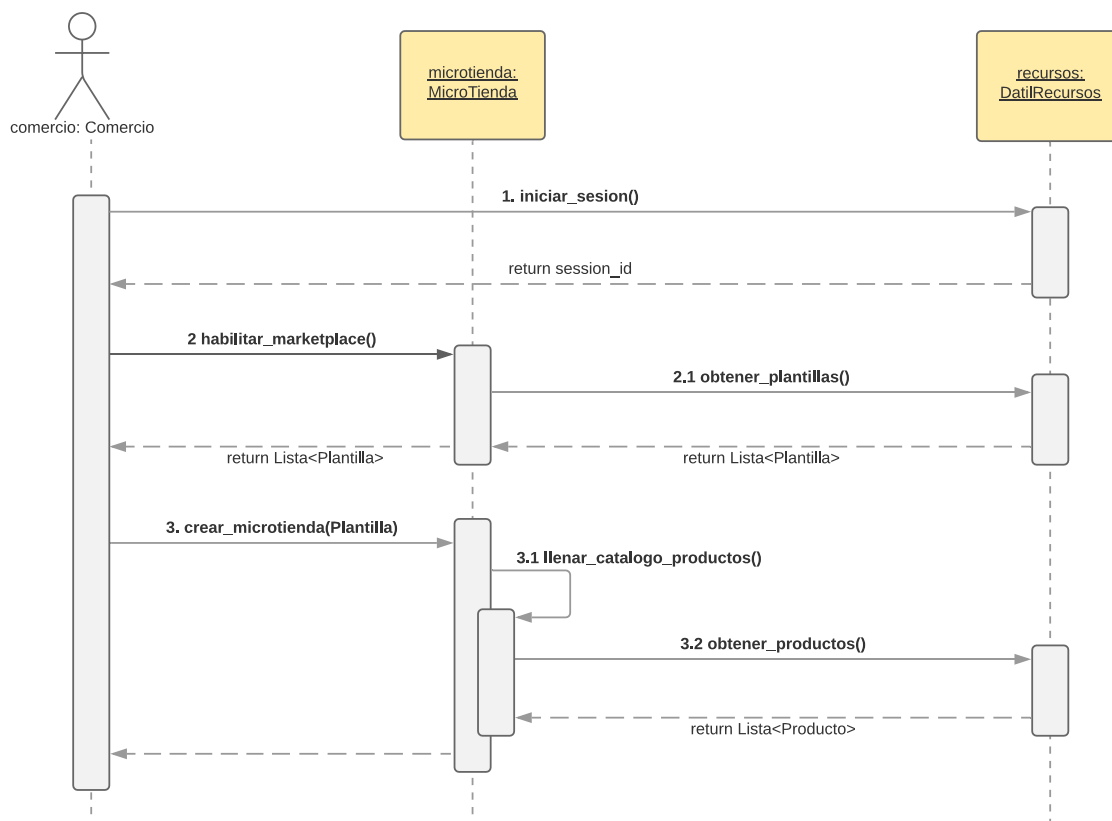 microtienda:
MicroTienda
recursos:
DatilRecursos
comercio: Comercio
1. iniciar_sesion()
return session_id
2 habilitar_marketplace()
2.1 obtener_plantillas()
return Lista<Plantilla>
return Lista<Plantilla>
3. crear_microtienda(Plantilla)
3.1 llenar_catalogo_productos()
3.2 obtener_productos()
return Lista<Producto>